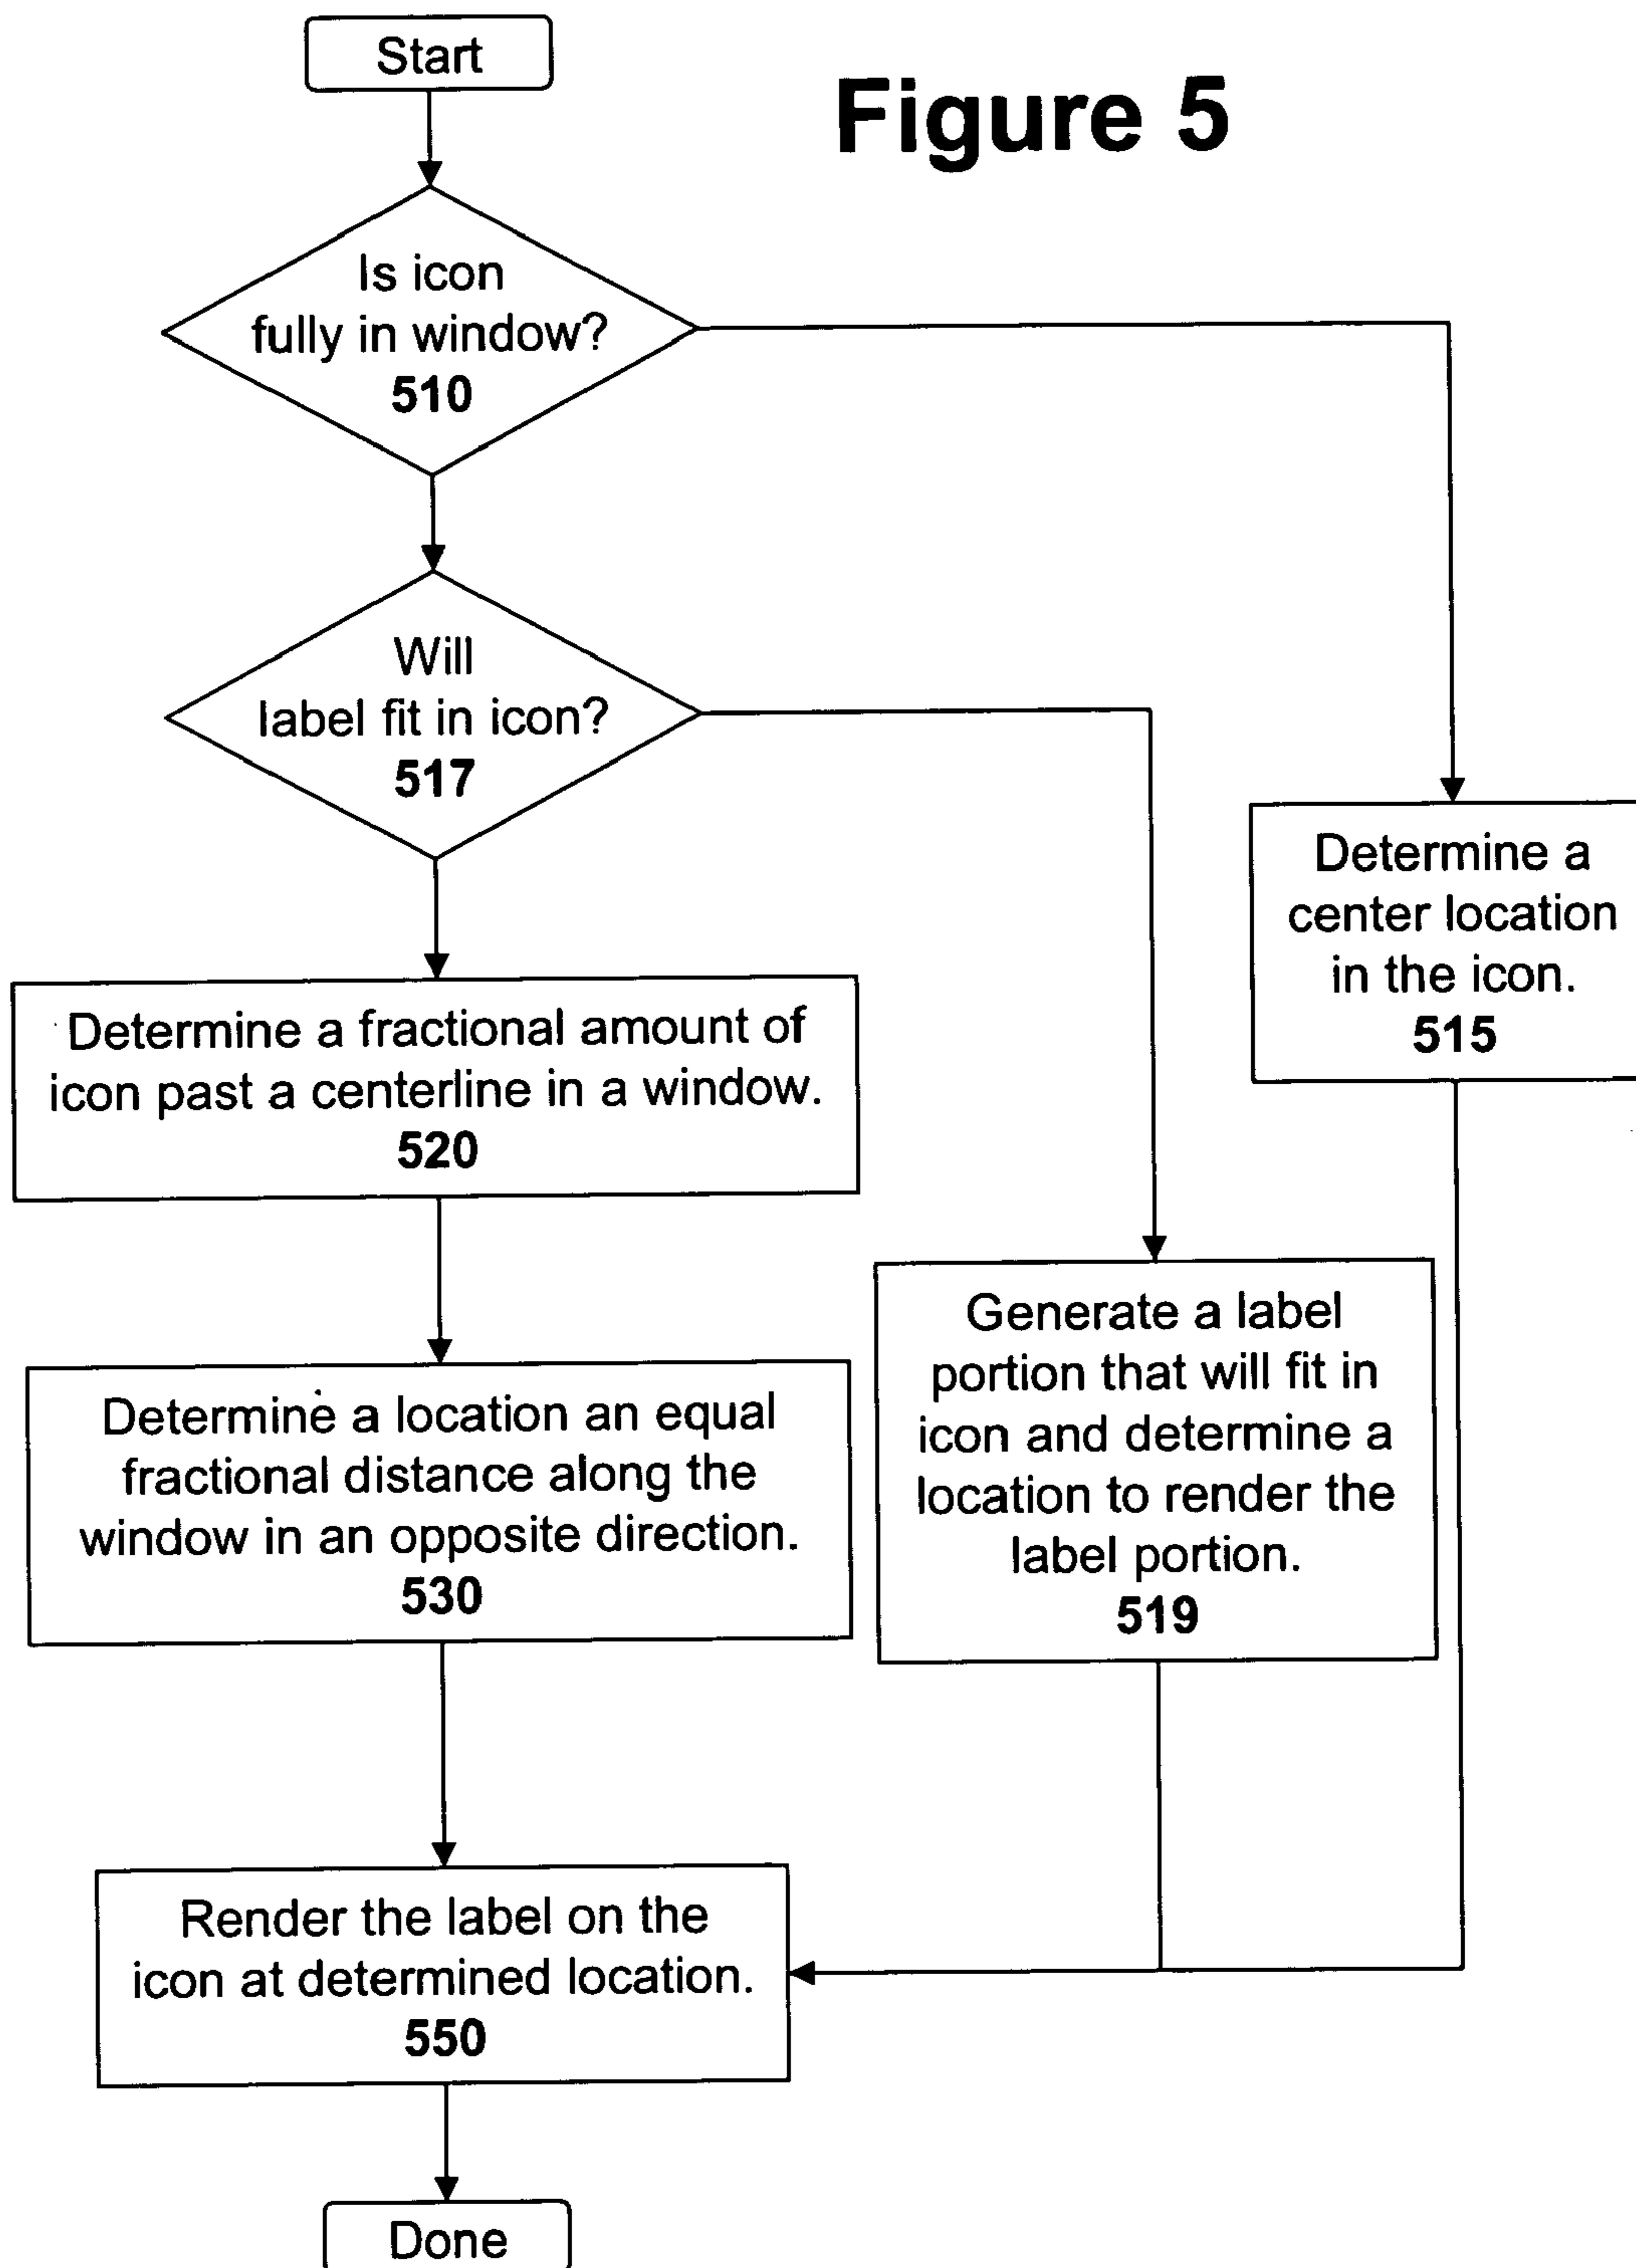 Start
Figure 5
Is icon
fully in window?
510
Will
label fit in icon?
517
Determine a
center location
in the icon.
515
Determine a fractional amount of
icon past a centerline in a window.
520
Generate a label
portion that will fit in
icon and determine a
location to render the
label portion.
519
Determine a location an equal
fractional distance along the
window in an opposite direction.
530
Render the label on the
icon at determined location.
550
Done